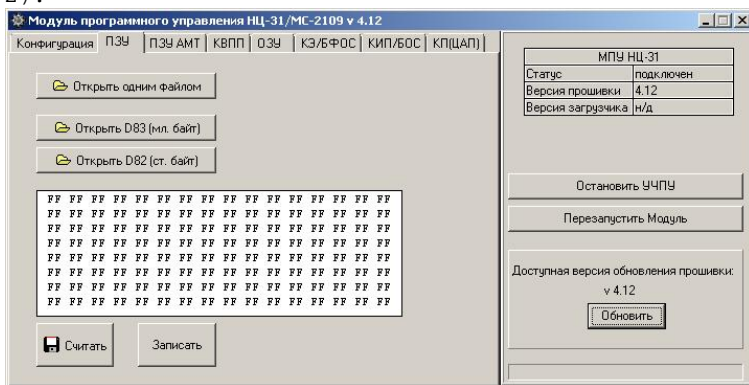 2).
Модуль программного управления НЦ-31/МС-2109 v 4.12
Конфигурация ПЗУ ПЗУ АМТ КВПП ОЗУ КЭ/БФОС КИП/БОС КП(ЦАП)
Открыть одним файлом
Открыть D83 (мл. байт)
Открыть D82 (ст. байт)
FF FF FF FF FF FF FF FF FF FF FF FF FF FF FF FF
FF FF FF FF FF FF FF FF FF FF FF FF FF FF FF FF
FF FF FF FF FF FF FF FF FF FF FF FF FF FF FF FF
FF FF FF FF FF FF FF FF FF FF FF FF FF FF FF FF
FF FF FF FF FF FF FF FF FF FF FF FF FF FF FF FF
FF FF FF FF FF FF FF FF FF FF FF FF FF FF FF FF
FF FF FF FF FF FF FF FF FF FF FF FF FF FF FF FF
FF FF FF FF FF FF FF FF FF FF FF FF FF FF FF FF
Считать
Записать
МПУ НЦ-31
Статус подключен
Версия прошивки 4.12
Версия загрузчика н/д
Остановить УЧПУ
Перезапустить Модуль
Доступная версия обновления прошивки:
v 4.12
Обновить